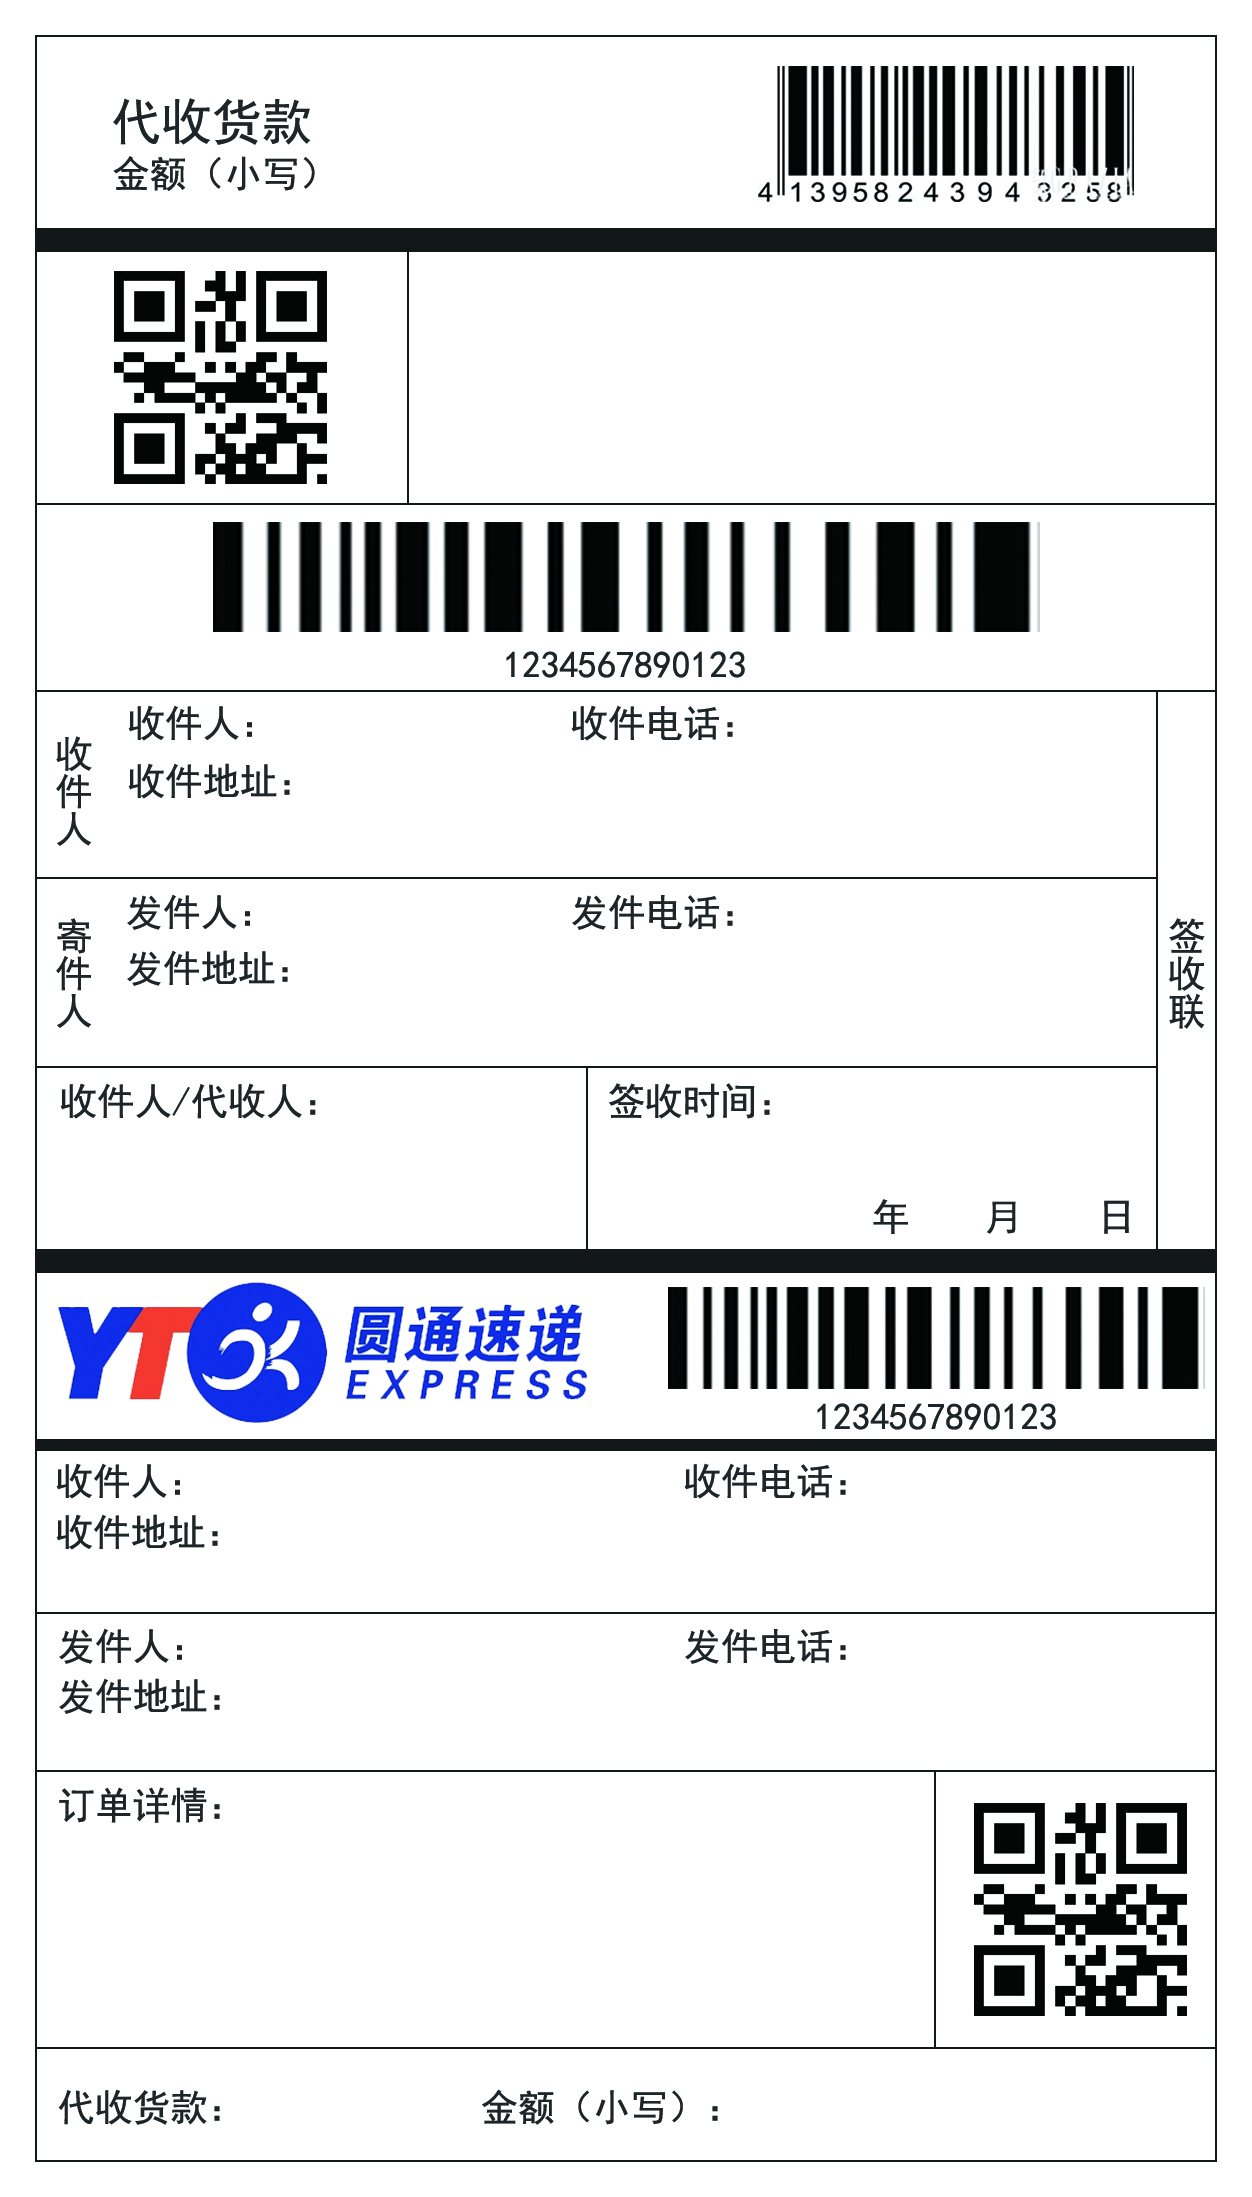 代收货款
金额（小写）
4 1395824394 3258
1234567890123
收件人
收件人： 收件电话：
收件地址：
寄件人
发件人： 发件电话：
发件地址：
签收联
收件人/代收人： 签收时间：
年 月 日
YTO 圆通速递
EXPRESS
1234567890123
收件人： 收件电话：
收件地址：
发件人： 发件电话：
发件地址：
订单详情：
代收货款： 金额（小写）：